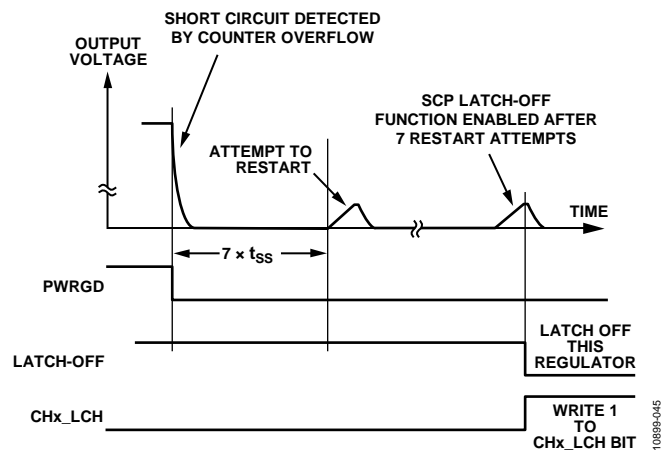 SHORT CIRCUIT DETECTED
BY COUNTER OVERFLOW
OUTPUT
VOLTAGE
SCP LATCH-OFF
FUNCTION ENABLED AFTER
7 RESTART ATTEMPTS
ATTEMPT TO
RESTART
TIME
7 × tSS
PWRGD
LATCH-OFF
LATCH OFF
THIS
REGULATOR
CHx_LCH
WRITE 1
TO
CHx_LCH BIT
10899-045